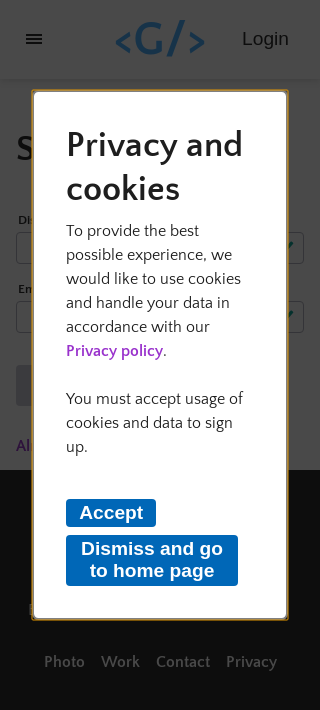 <G/>
Login
Privacy and
cookies
To provide the best
possible experience, we
would like to use cookies
and handle your data in
accordance with our
Privacy policy.
You must accept usage of
cookies and data to sign
up.
Accept
Dismiss and go
to home page
Photo Work Contact Privacy